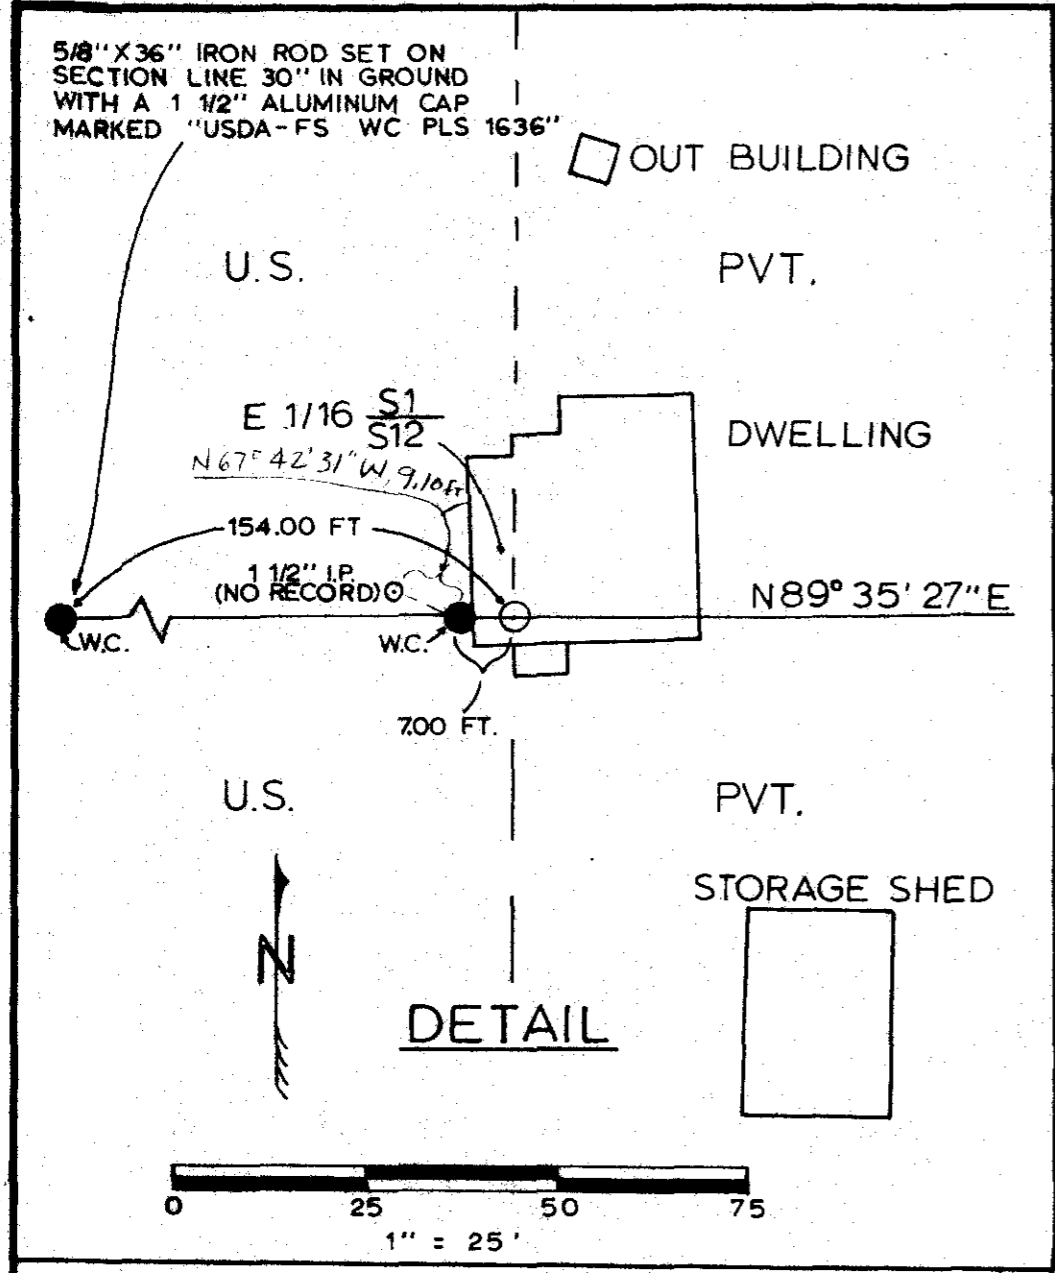 5/8" X 36" IRON ROD SET ON
SECTION LINE 30" IN GROUND
WITH A 1 1/2" ALUMINUM CAP
MARKED "USDA-FS WC PLS 1636"
OUT BUILDING
U.S.
PVT.
E 1/16 S1
S12
DWELLING
N 67° 42' 31" W, 9.10 ft
154.00 FT
1 1/2" I.P.
(NO RECORD)
N 89° 35' 27" E
W.C.
W.C.
7.00 FT.
U.S.
PVT.
STORAGE SHED
N
DETAIL
0 25 50 75
1" = 25'